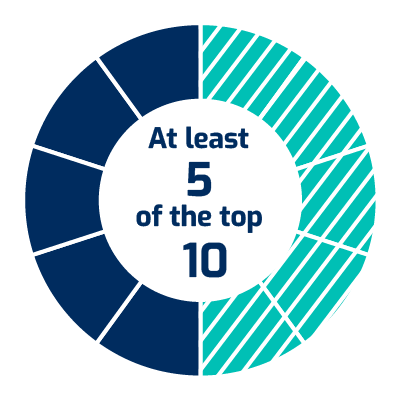 At least
5
of the top
10